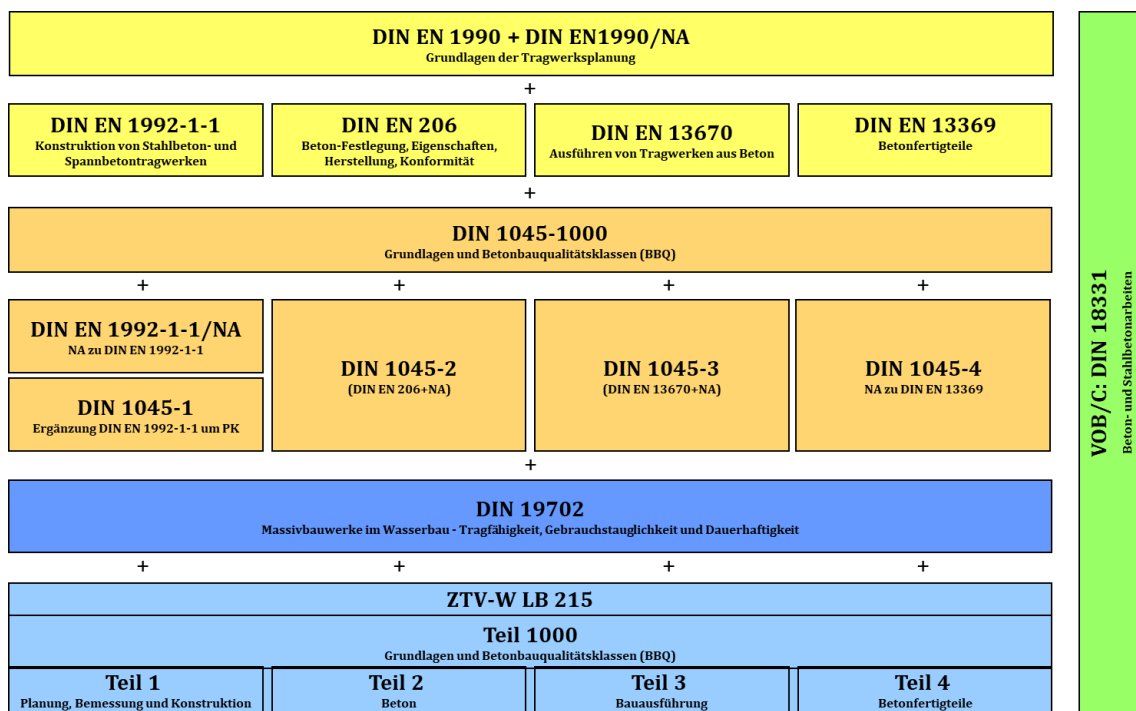 DIN EN 1990 + DIN EN1990/NA
Grundlagen der Tragwerksplanung
+
DIN EN 1992-1-1
Konstruktion von Stahlbeton- und
Spannbetontragwerken
DIN EN 206
Beton-Festlegung, Eigenschaften,
Herstellung, Konformität
DIN EN 13670
Ausführen von Tragwerken aus Beton
DIN EN 13369
Betonfertigteile
+
DIN 1045-1000
Grundlagen und Betonbauqualitätsklassen (BBQ)
+ + + +
DIN EN 1992-1-1/NA
NA zu DIN EN 1992-1-1
DIN 1045-1
Ergänzung DIN EN 1992-1-1 um PK
DIN 1045-2
(DIN EN 206+NA)
DIN 1045-3
(DIN EN 13670+NA)
DIN 1045-4
NA zu DIN EN 13369
+
DIN 19702
Massivbauwerke im Wasserbau - Tragfähigkeit, Gebrauchstauglichkeit und Dauerhaftigkeit
+ + + +
ZTV-W LB 215
Teil 1000
Grundlagen und Betonbauqualitätsklassen (BBQ)
Teil 1
Planung, Bemessung und Konstruktion
Teil 2
Beton
Teil 3
Bauausführung
Teil 4
Betonfertigteile
VOB/C: DIN 18331
Beton- und Stahlbetonarbeiten